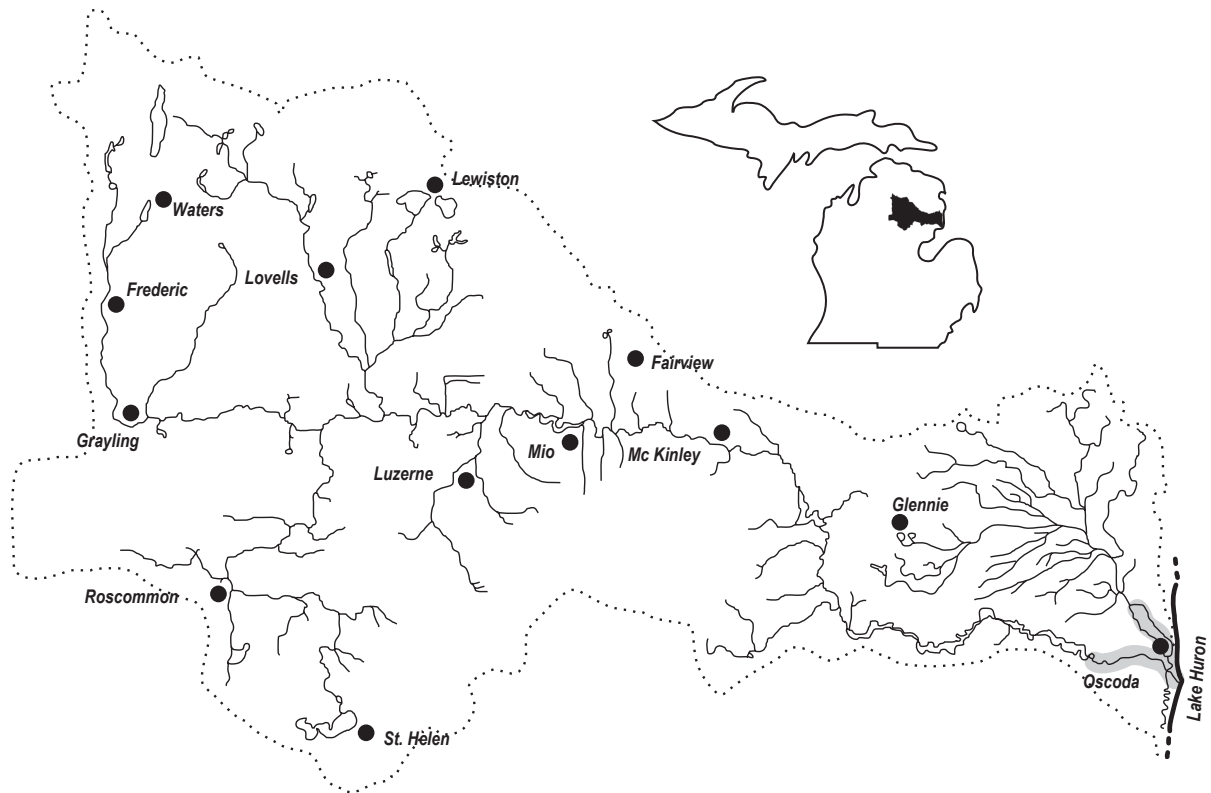 Lewiston
Waters
Lovells
Frederic
Fairview
Grayling
Mio
Mc Kinley
Luzerne
Glennie
Roscommon
Oscoda
Lake Huron
St. Helen